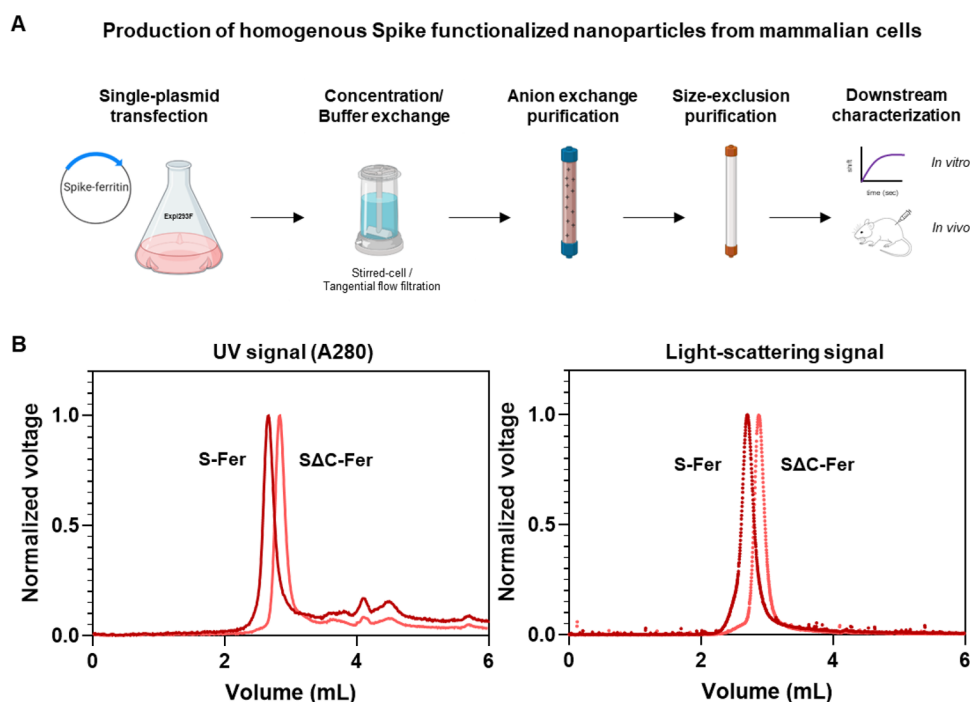 A
Production of homogenous Spike functionalized nanoparticles from mammalian cells
Single-plasmid
transfection
Concentration/
Buffer exchange
Anion exchange
purification
Size-exclusion
purification
Downstream
characterization
Spike-ferritin
Expi293F
Stirred-cell /
Tangential flow filtration
shift
time (sec)
In vitro
In vivo
B
UV signal (A280)
Normalized voltage
1.0
0.5
0.0
S-Fer
SΔC-Fer
0
2
4
6
Volume (mL)
Light-scattering signal
Normalized voltage
1.0
0.5
0.0
S-Fer
SΔC-Fer
0
2
4
6
Volume (mL)